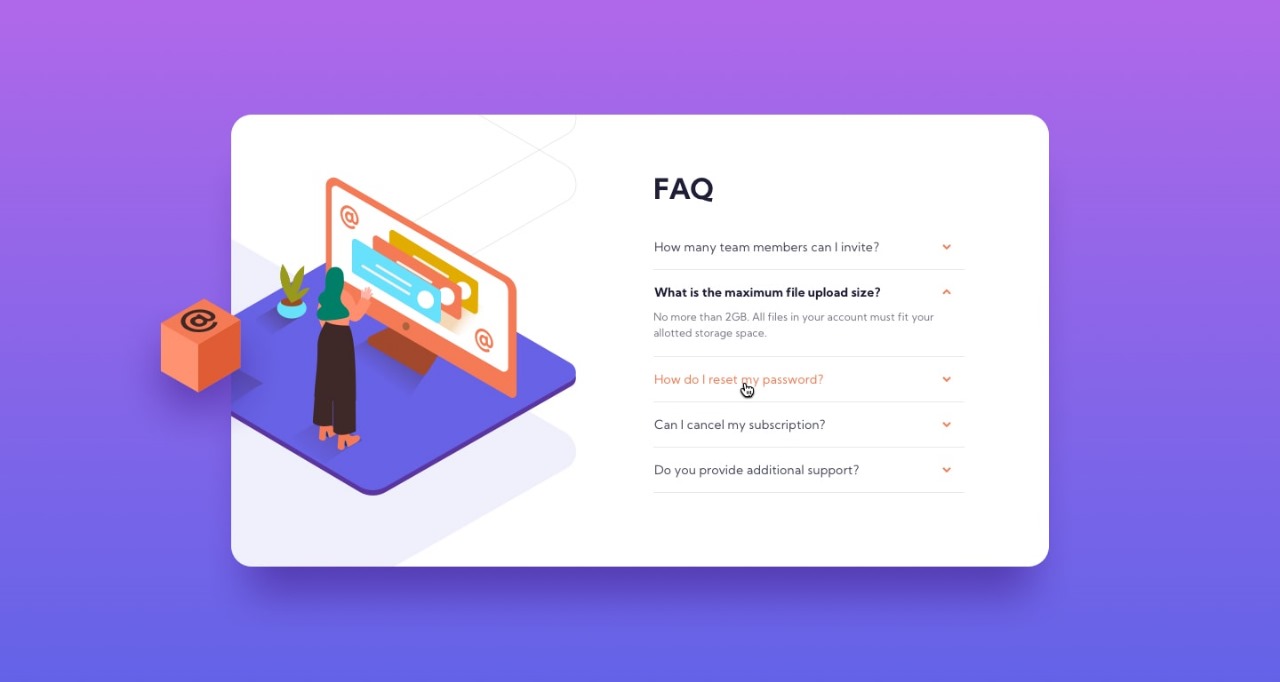 FAQ
How many team members can I invite?
What is the maximum file upload size?
No more than 2GB. All files in your account must fit your
allotted storage space.
How do I reset my password?
Can I cancel my subscription?
Do you provide additional support?
@
@
@